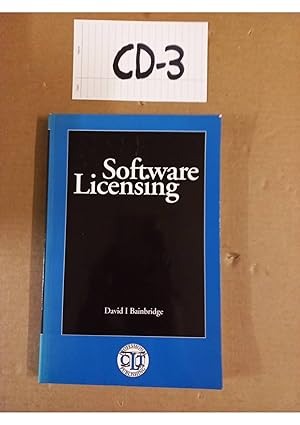 CD-3
Software
Licensing
David I Bainbridge
CLT